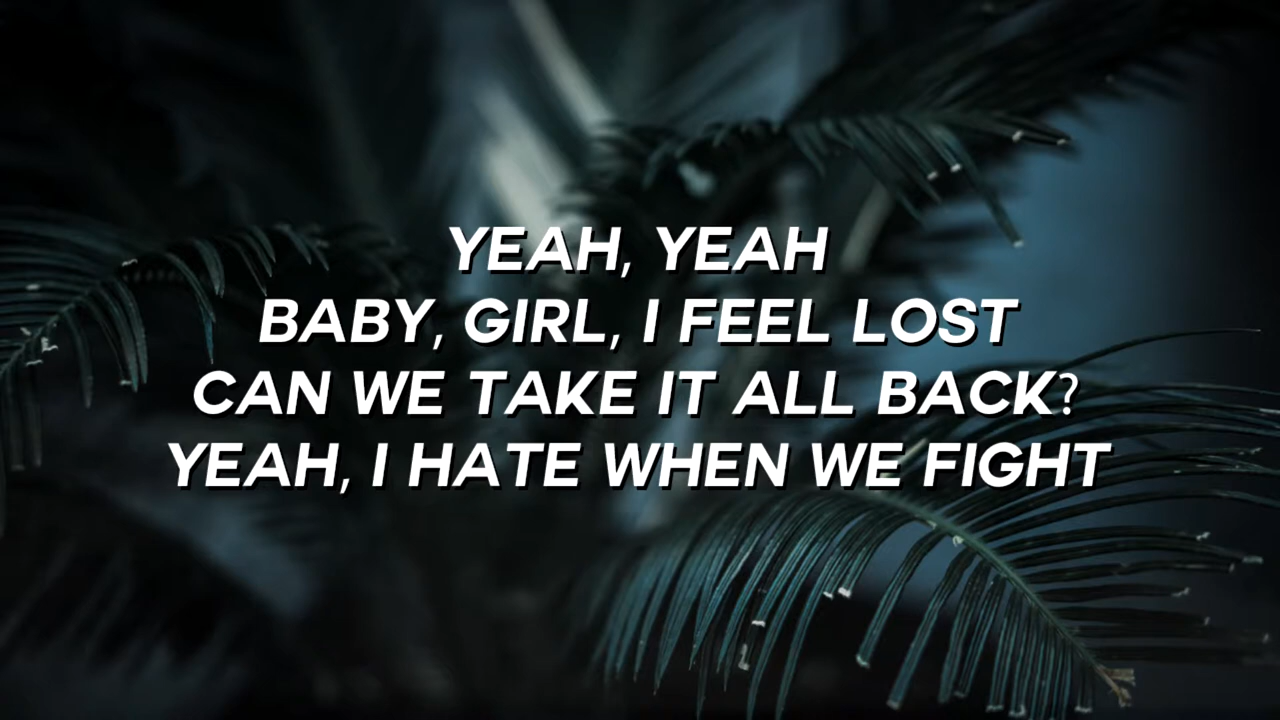 YEAH, YEAH
BABY, GIRL, I FEEL LOST
CAN WE TAKE IT ALL BACK?
YEAH, I HATE WHEN WE FIGHT